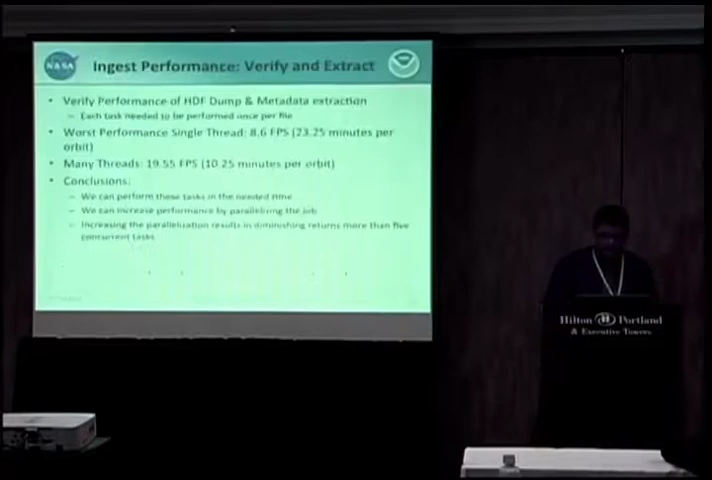 NASA
Ingest Performance: Verify and Extract
• Verify Performance of HDF Dump & Metadata extraction
– Each task needed to be performed once per file
• Worst Performance Single Thread: 8.6 FPS (23.25 minutes per
orbit)
• Many Threads: 19.55 FPS (10.25 minutes per orbit)
• Conclusions:
– We can perform these tasks in the needed time
– We can increase performance by parallelizing the job
– Increasing the parallelization results in diminishing returns more than five
concurrent tasks
Hilton Portland
& Executive Towers